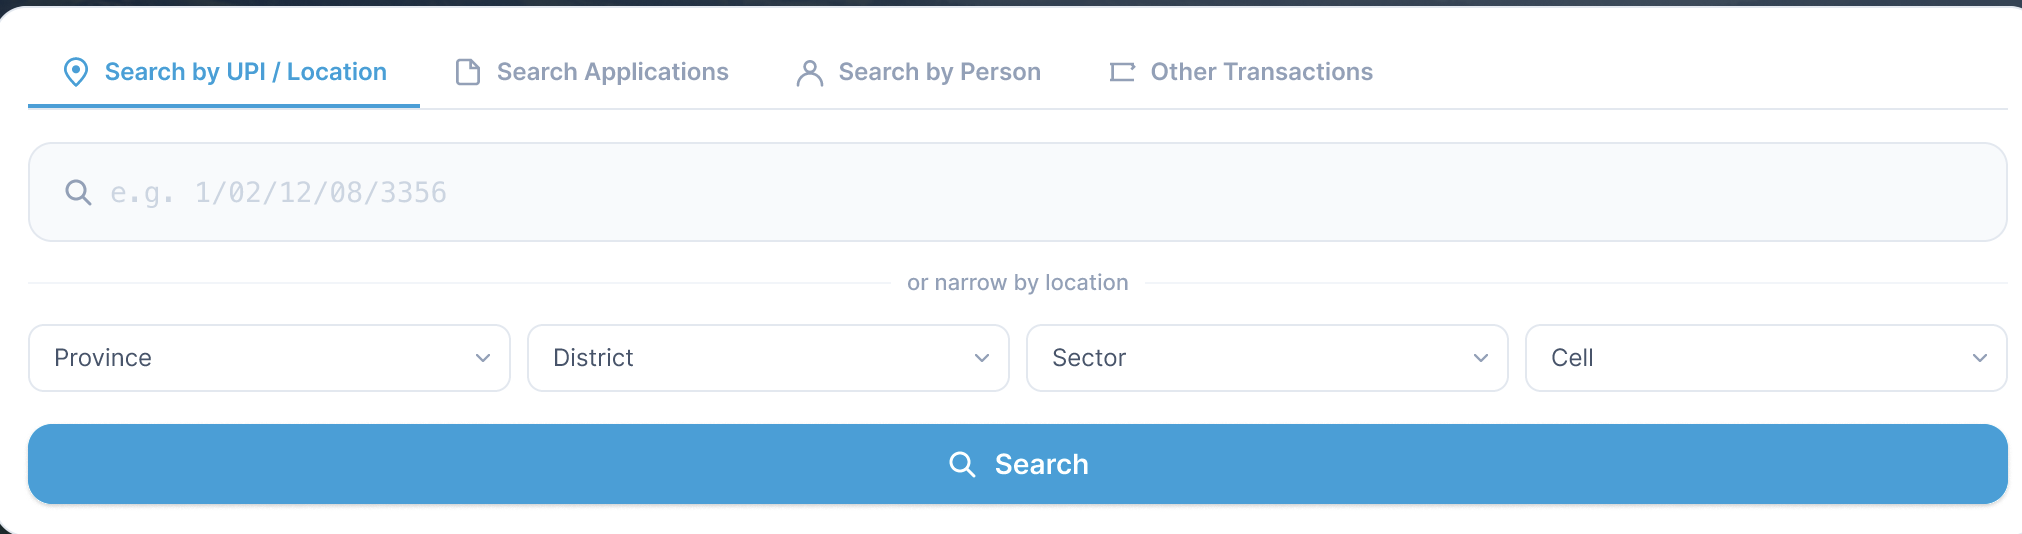 Search by UPI / Location
Search Applications
Search by Person
Other Transactions
e.g. 1/02/12/08/3356
or narrow by location
Province
District
Sector
Cell
Search